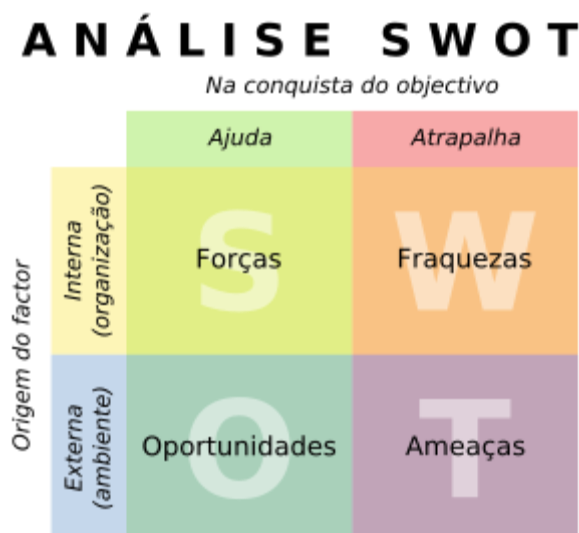 ANÁLISE SWOT
Na conquista do objectivo
Ajuda
Atrapalha
Origem do factor
Interna
(organização)
S
Forças
W
Fraquezas
Externa
(ambiente)
O
Oportunidades
T
Ameaças